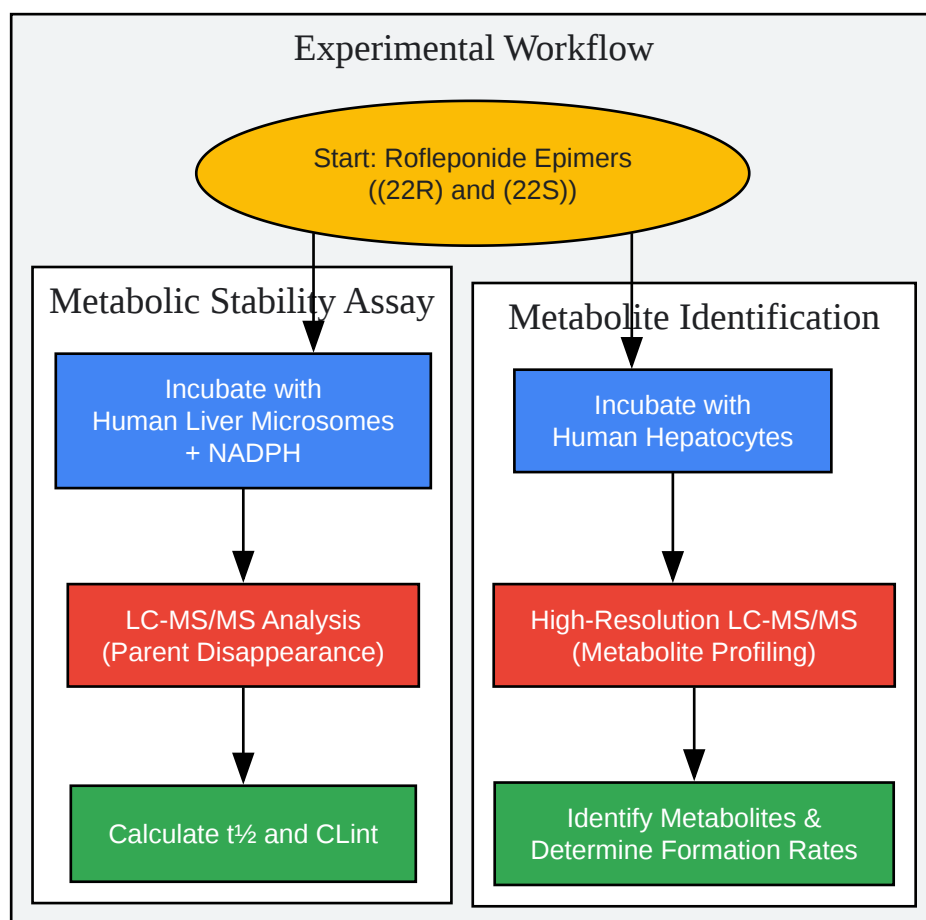 Experimental Workflow
Start: Rofleponide Epimers
((22R) and (22S))
Metabolic Stability Assay
Incubate with
Human Liver Microsomes
+ NADPH
LC-MS/MS Analysis
(Parent Disappearance)
Calculate t½ and CLint
Metabolite Identification
Incubate with
Human Hepatocytes
High-Resolution LC-MS/MS
(Metabolite Profiling)
Identify Metabolites &
Determine Formation Rates